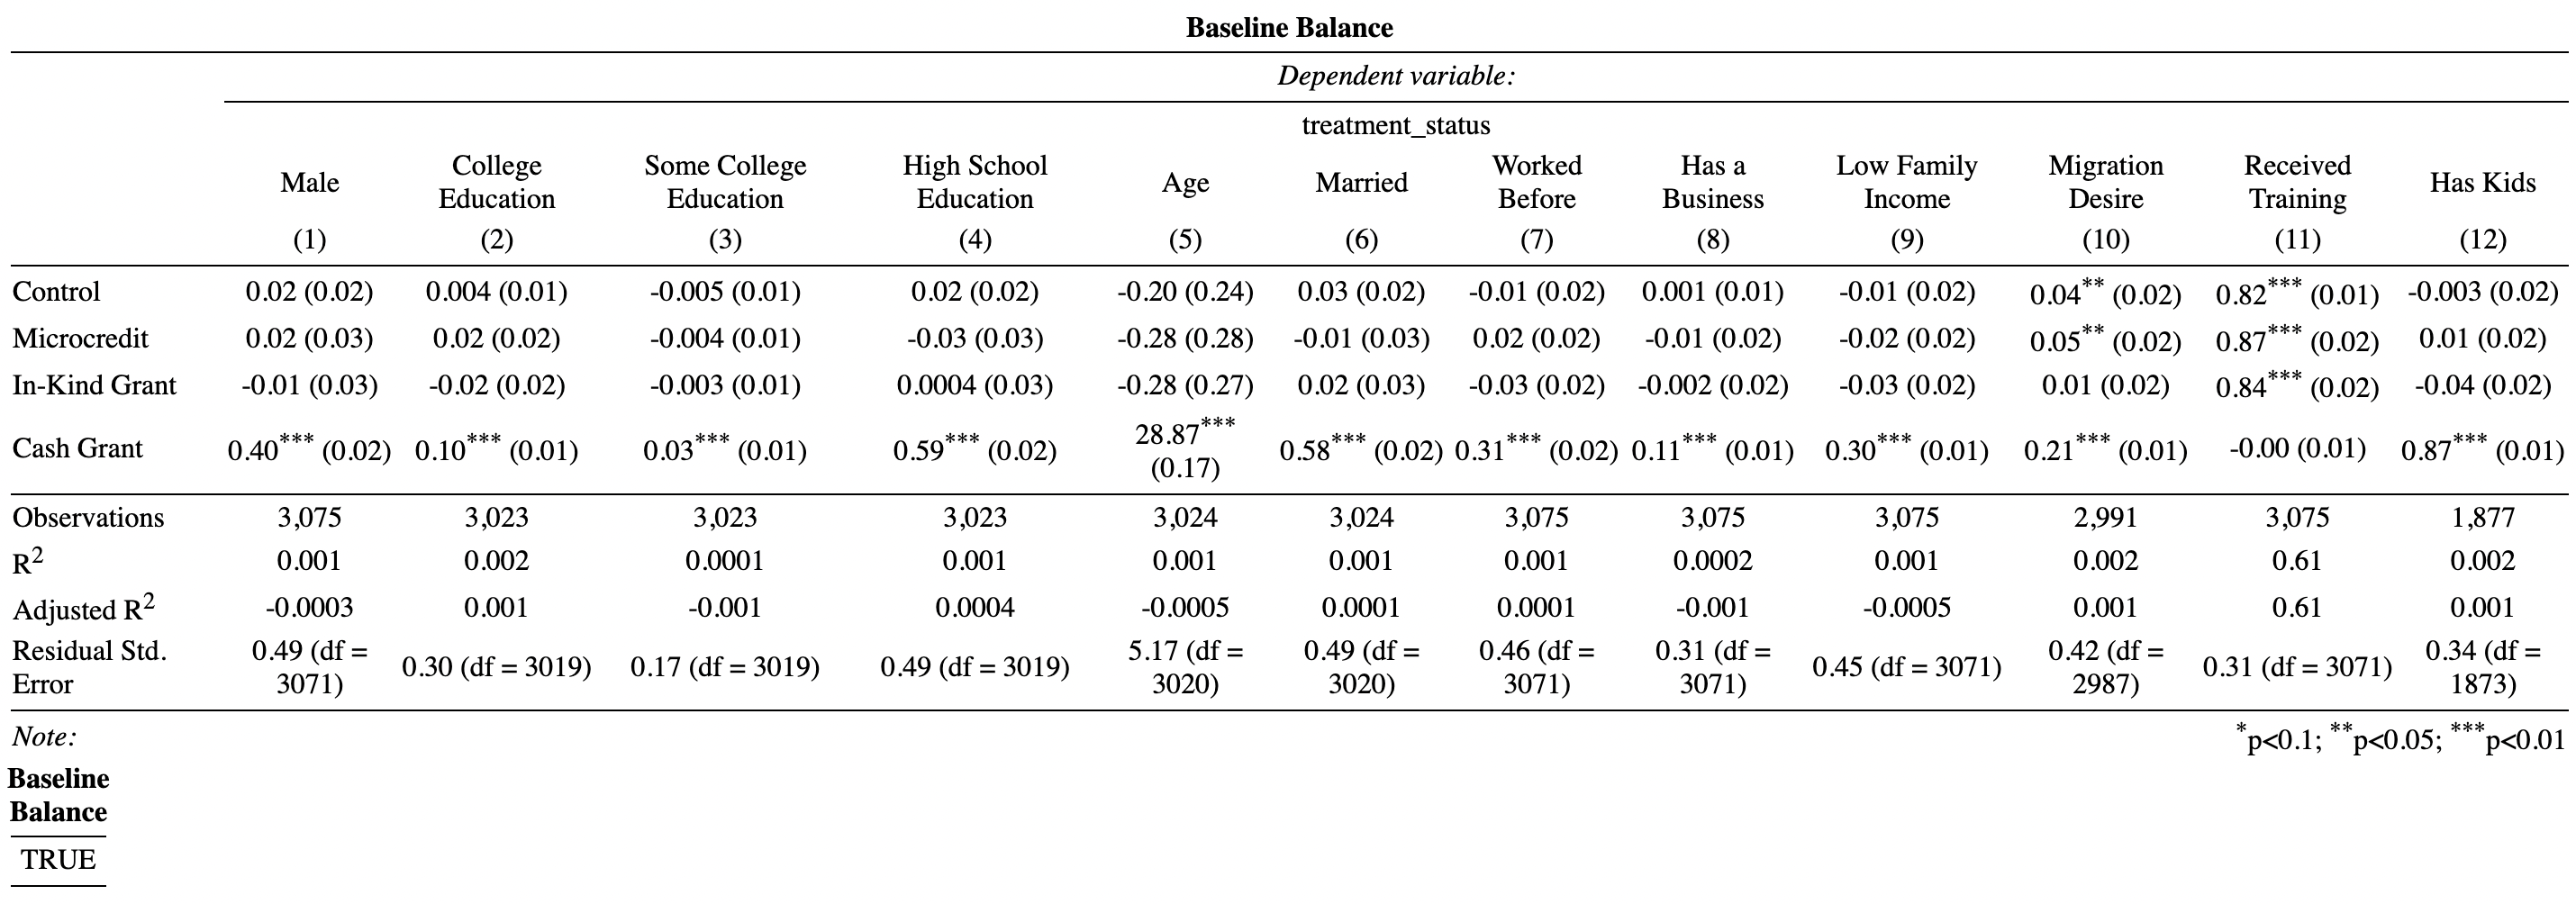 Baseline Balance
Dependent variable:
treatment_status
Male College Education Some College Education High School Education Age Married Worked Before Has a Business Low Family Income Migration Desire Received Training Has Kids
(1) (2) (3) (4) (5) (6) (7) (8) (9) (10) (11) (12)
Control 0.02 (0.02) 0.004 (0.01) -0.005 (0.01) 0.02 (0.02) -0.20 (0.24) 0.03 (0.02) -0.01 (0.02) 0.001 (0.01) -0.01 (0.02) 0.04** (0.02) 0.82*** (0.01) -0.003 (0.02)
Microcredit 0.02 (0.03) 0.02 (0.02) -0.004 (0.01) -0.03 (0.03) -0.28 (0.28) -0.01 (0.03) 0.02 (0.02) -0.01 (0.02) -0.02 (0.02) 0.05** (0.02) 0.87*** (0.02) 0.01 (0.02)
In-Kind Grant -0.01 (0.03) -0.02 (0.02) -0.003 (0.01) 0.0004 (0.03) -0.28 (0.27) 0.02 (0.03) -0.03 (0.02) -0.002 (0.02) -0.03 (0.02) 0.01 (0.02) 0.84*** (0.02) -0.04 (0.02)
Cash Grant 0.40*** (0.02) 0.10*** (0.01) 0.03*** (0.01) 0.59*** (0.02) 28.87*** (0.17) 0.58*** (0.02) 0.31*** (0.02) 0.11*** (0.01) 0.30*** (0.01) 0.21*** (0.01) -0.00 (0.01) 0.87*** (0.01)
Observations 3,075 3,023 3,023 3,023 3,024 3,024 3,075 3,075 3,075 2,991 3,075 1,877
R2 0.001 0.002 0.0001 0.001 0.001 0.001 0.001 0.0002 0.001 0.002 0.61 0.002
Adjusted R2 -0.0003 0.001 -0.001 0.0004 -0.0005 0.0001 0.0001 -0.001 -0.0005 0.001 0.61 0.001
Residual Std. Error 0.49 (df = 3071) 0.30 (df = 3019) 0.17 (df = 3019) 0.49 (df = 3019) 5.17 (df = 3020) 0.49 (df = 3020) 0.46 (df = 3071) 0.31 (df = 3071) 0.45 (df = 3071) 0.42 (df = 2987) 0.31 (df = 3071) 0.34 (df = 1873)
Note: *p<0.1; **p<0.05; ***p<0.01
Baseline
Balance
TRUE